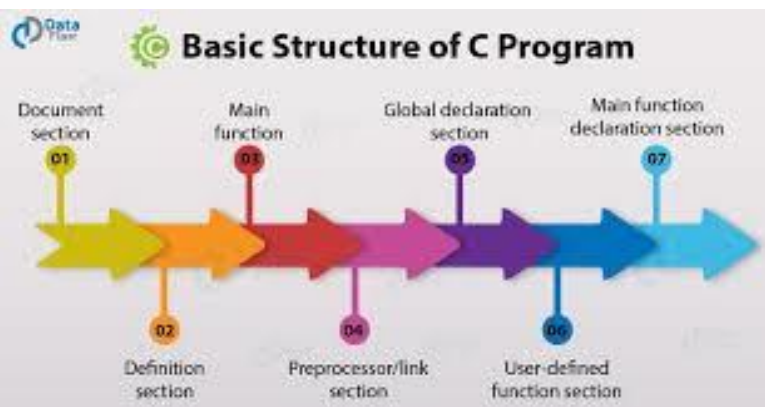 Data
Flair
Basic Structure of C Program
Document
section
01
Main
function
03
Global declaration
section
05
Main function
declaration section
07
02
Definition
section
04
Preprocessor/link
section
06
User-defined
function section